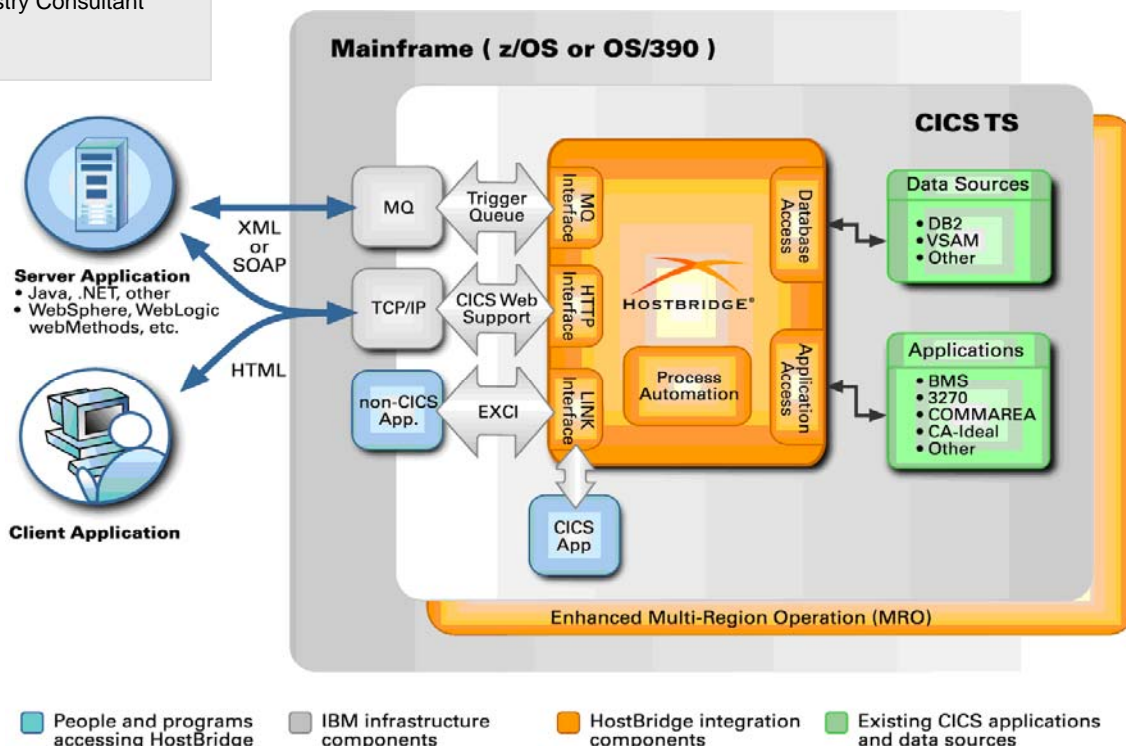 stry Consultant
Mainframe ( z/OS or OS/390 )
CICS TS
Server Application
• Java, .NET, other
• WebSphere, WebLogic
webMethods, etc.
XML
or
SOAP
HTML
Client Application
MQ
Trigger
Queue
MQ
Interface
TCP/IP
CICS Web
Support
HTTP
Interface
non-CICS
App.
EXCI
LINK
Interface
HOSTBRIDGE®
Process
Automation
Database
Access
Application
Access
CICS
App
Data Sources
• DB2
• VSAM
• Other
Applications
• BMS
• 3270
• COMMAREA
• CA-Ideal
• Other
Enhanced Multi-Region Operation (MRO)
People and programs
accessing HostBridge
IBM infrastructure
components
HostBridge integration
components
Existing CICS applications
and data sources